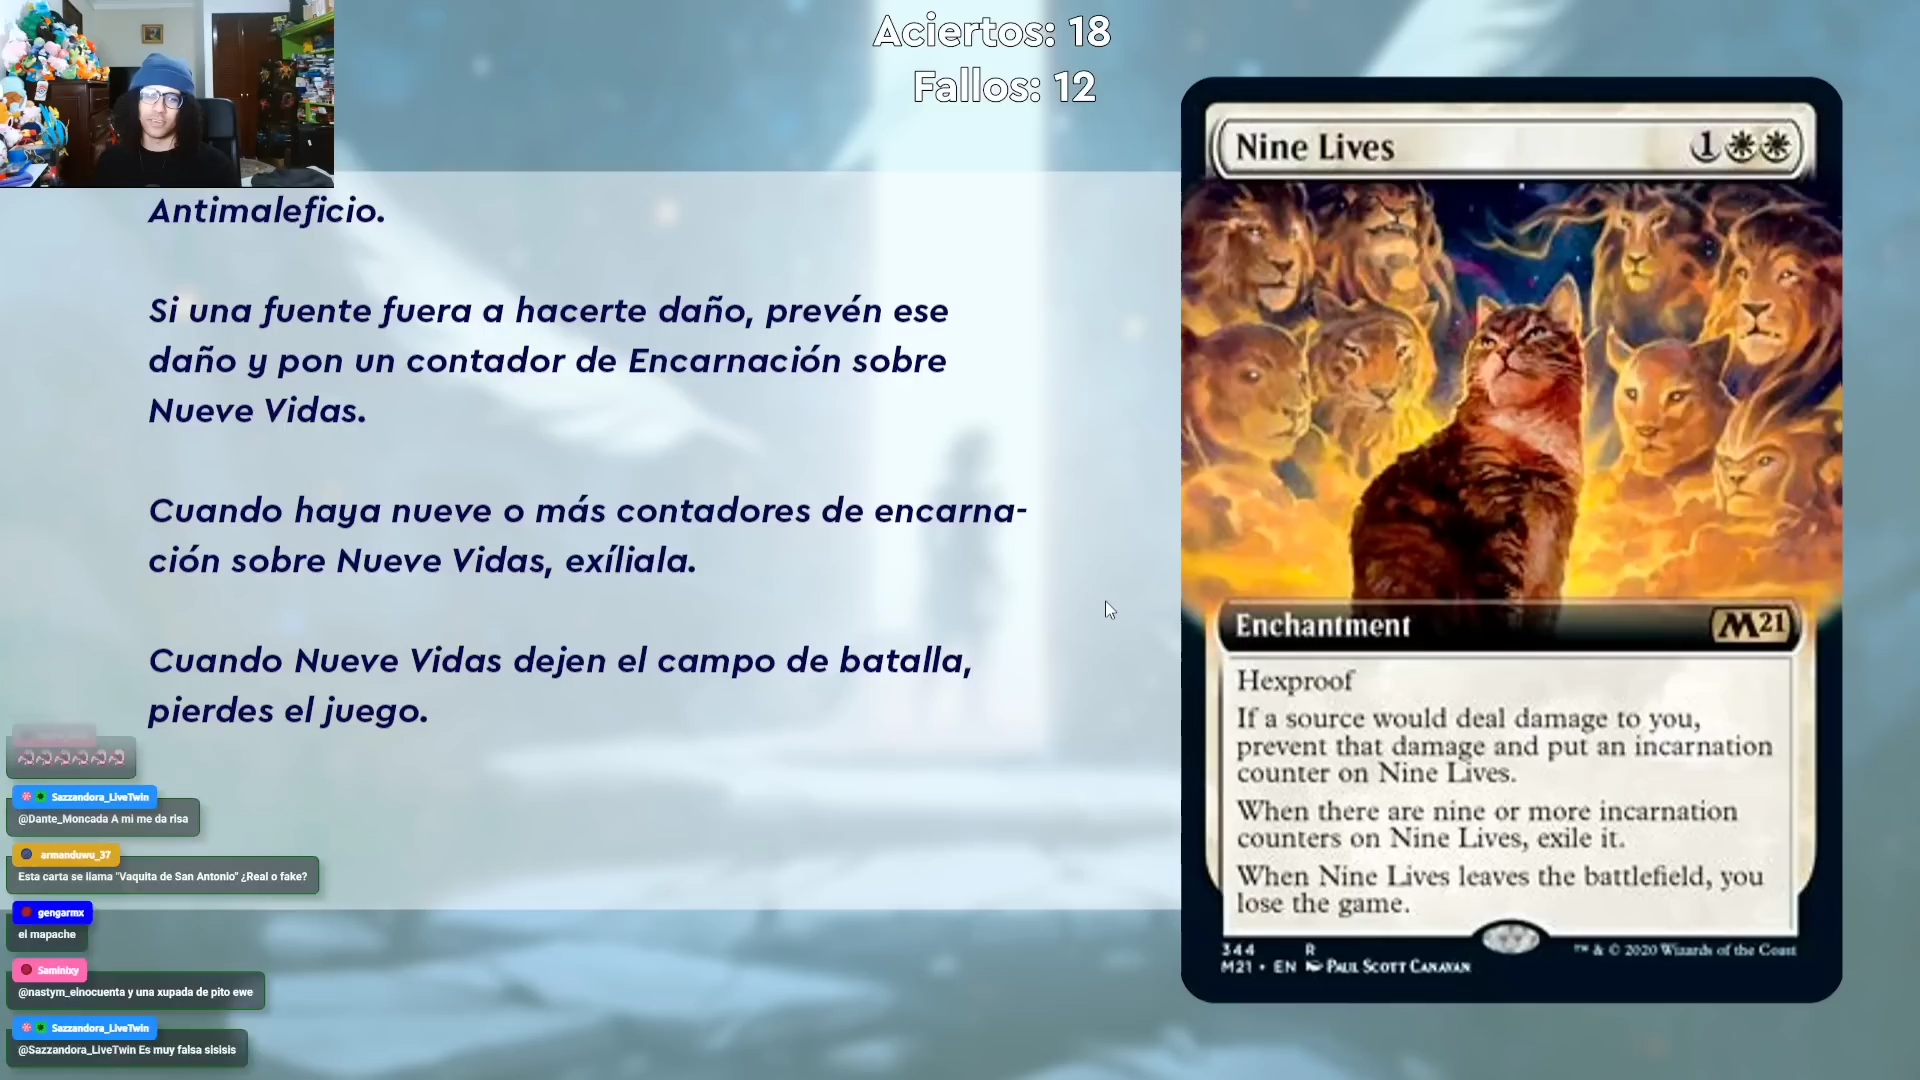 Aciertos: 18
Fallos: 12
Antimaleficio.
Si una fuente fuera a hacerte daño, prevén ese
daño y pon un contador de Encarnación sobre
Nueve Vidas.
Cuando haya nueve o más contadores de encarna-
ción sobre Nueve Vidas, exíliala.
Cuando Nueve Vidas dejen el campo de batalla,
pierdes el juego.
Nine Lives 1
Enchantment M21
Hexproof
If a source would deal damage to you,
prevent that damage and put an incarnation
counter on Nine Lives.
When there are nine or more incarnation
counters on Nine Lives, exile it.
When Nine Lives leaves the battlefield, you
lose the game.
344 R
M21 • EN PAUL SCOTT CANAVAN
™ & © 2020 Wizards of the Coast
Sazzandora_LiveTwin
@Dante_Moncada A mi me da risa
armanduwu_37
Esta carta se llama "Vaquita de San Antonio" ¿Real o fake?
gengarmx
el mapache
Saminixy
@nastym_elnocuenta y una xupada de pito ewe
Sazzandora_LiveTwin
@Sazzandora_LiveTwin Es muy falsa sisisis